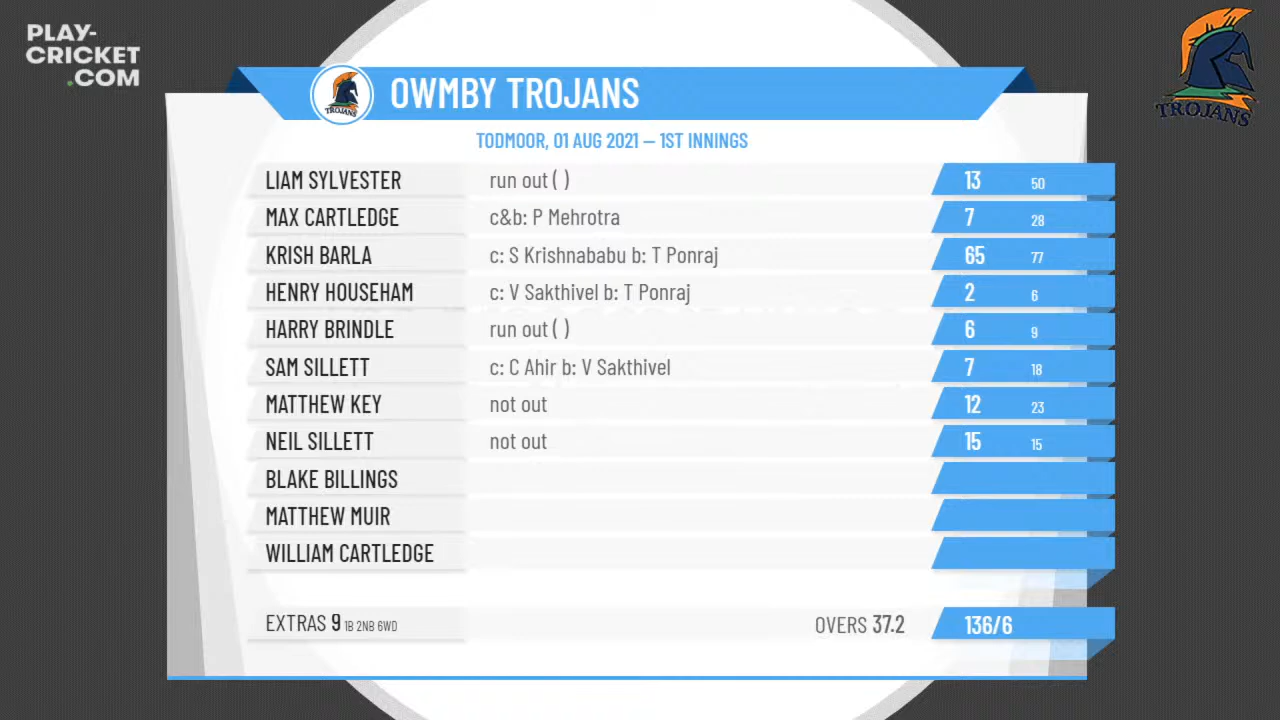 PLAY-
CRICKET
.COM
TROJANS
OWMBY TROJANS
TROJANS
TODMOOR, 01 AUG 2021 – 1ST INNINGS
LIAM SYLVESTER run out ( ) 13 50
MAX CARTLEDGE c&b: P Mehrotra 7 28
KRISH BARLA c: S Krishnababu b: T Ponraj 65 77
HENRY HOUSEHAM c: V Sakthivel b: T Ponraj 2 6
HARRY BRINDLE run out ( ) 6 9
SAM SILLETT c: C Ahir b: V Sakthivel 7 18
MATTHEW KEY not out 12 23
NEIL SILLETT not out 15 15
BLAKE BILLINGS
MATTHEW MUIR
WILLIAM CARTLEDGE
EXTRAS 9 1B 2NB 6WD OVERS 37.2 136/6